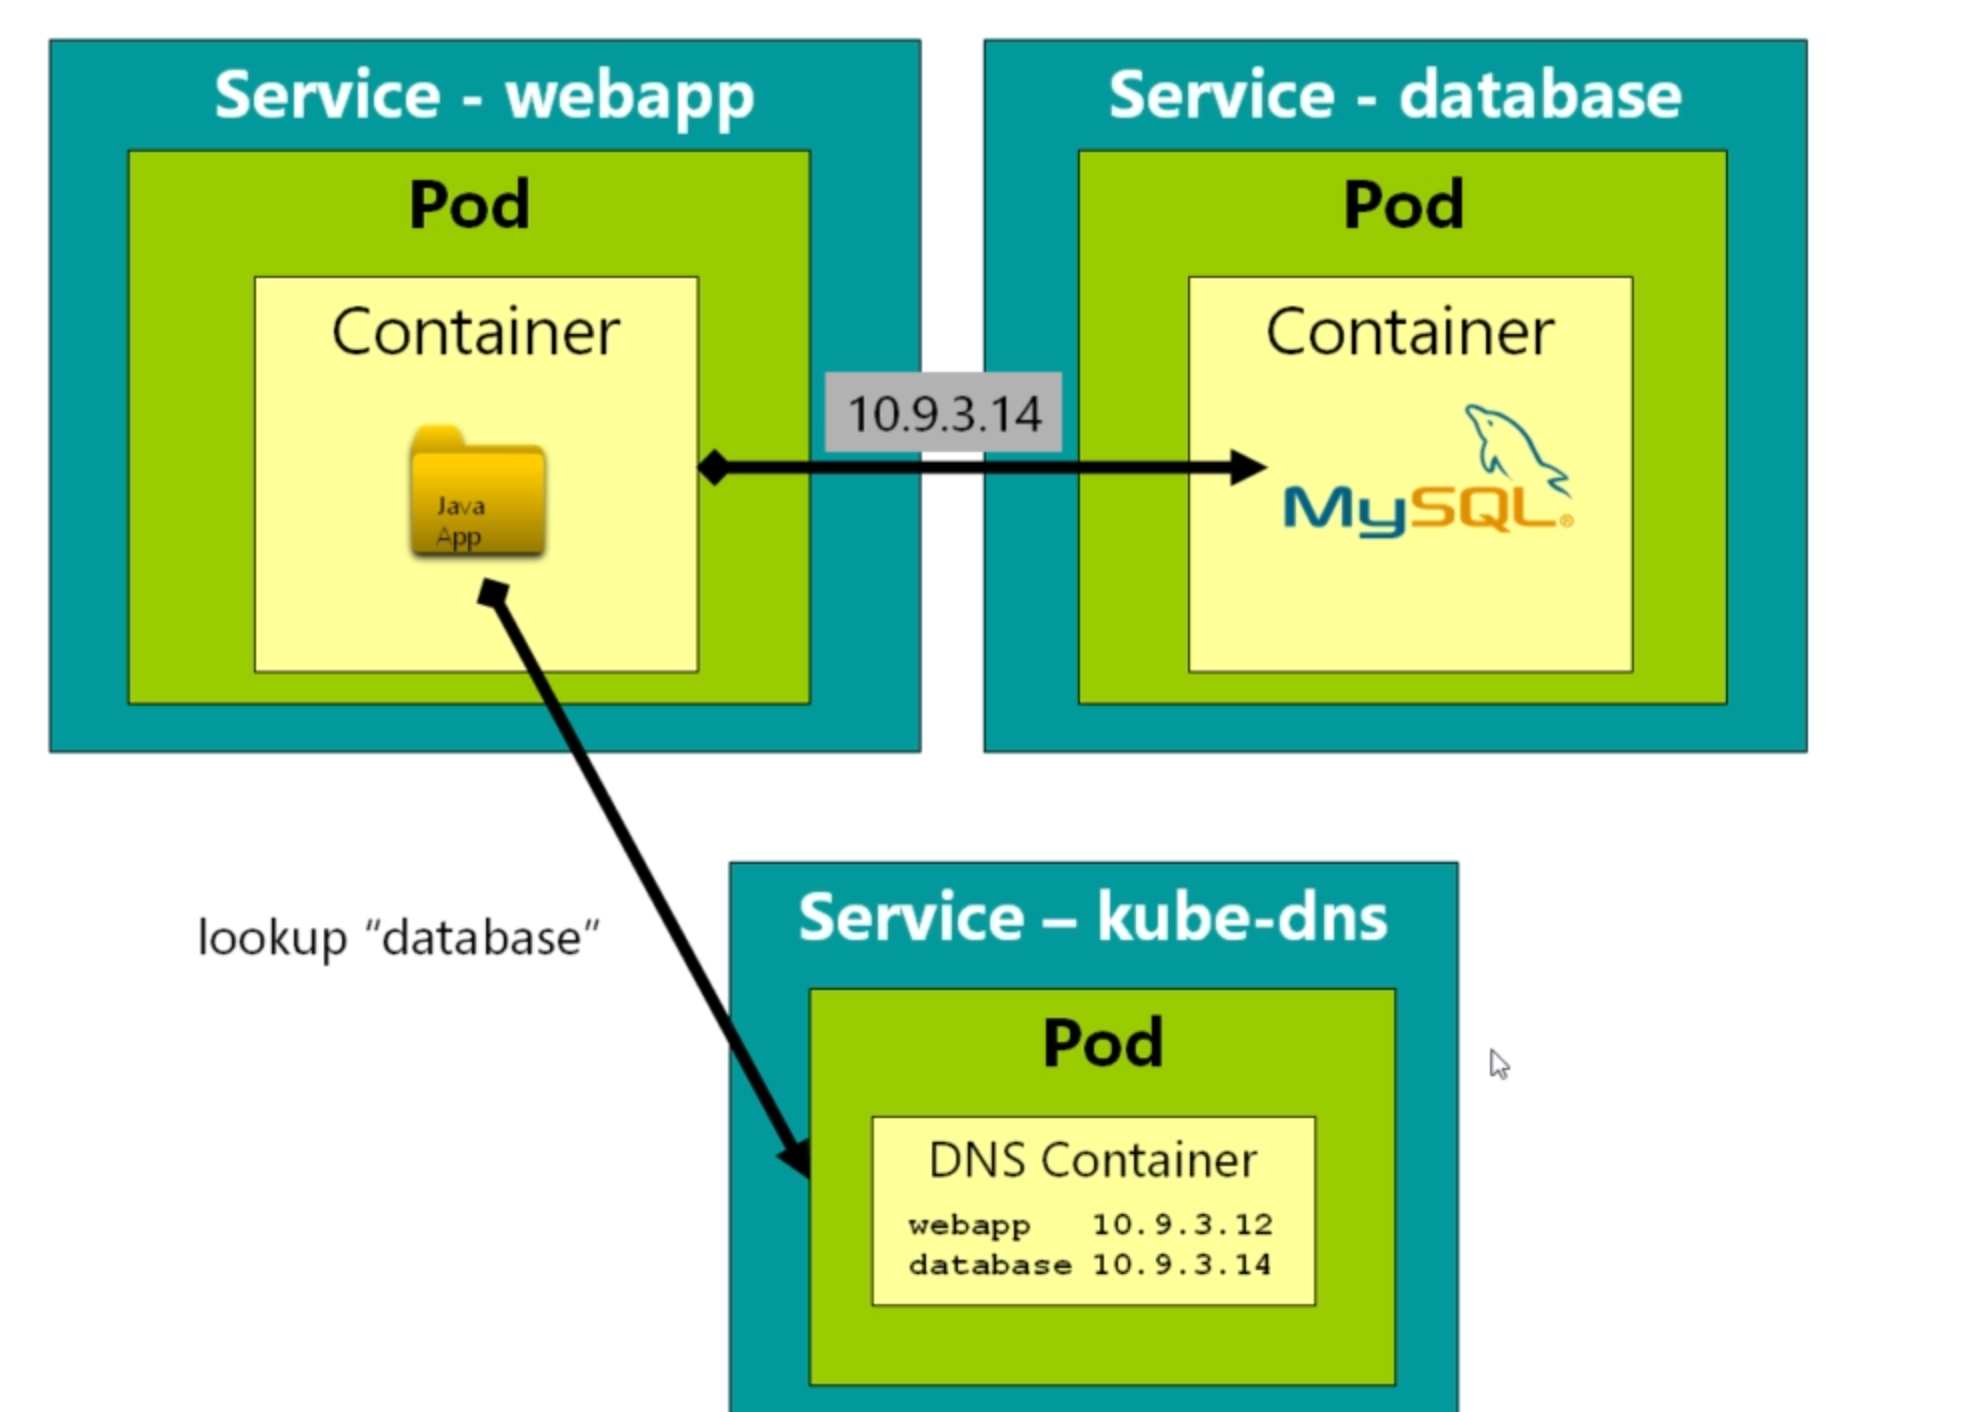 Service - webapp
Pod
Container
Java
App
10.9.3.14
Service - database
Pod
Container
MySQL®
lookup “database”
Service – kube-dns
Pod
DNS Container
webapp 10.9.3.12
database 10.9.3.14